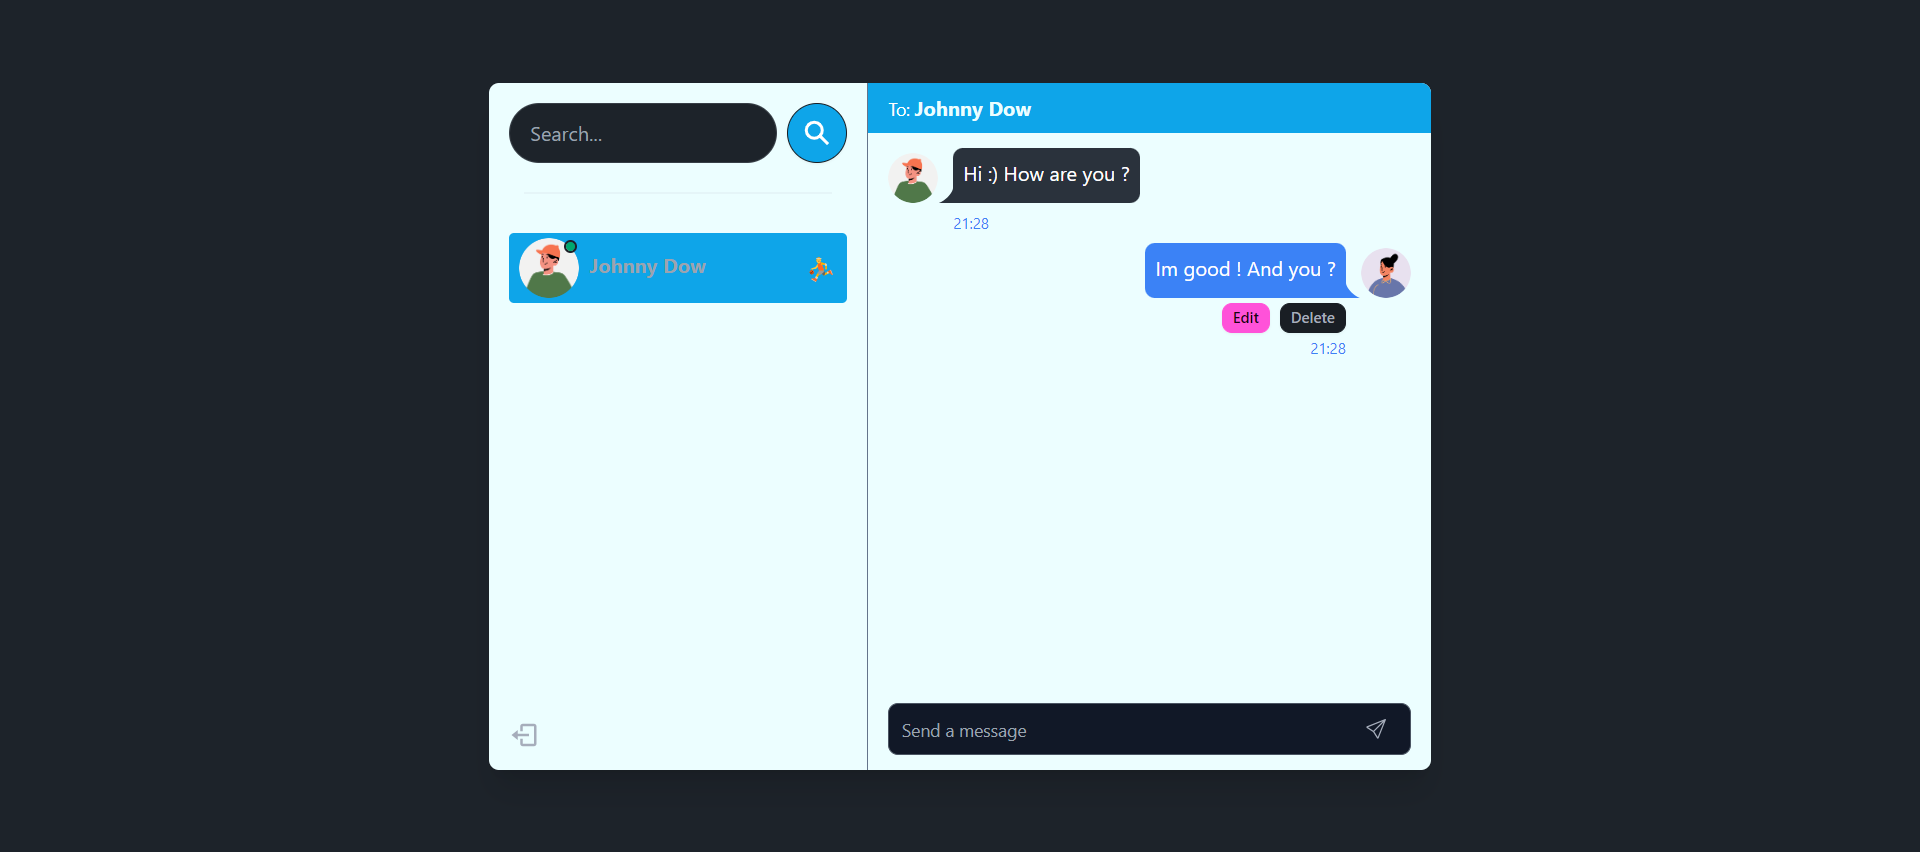 Search...
Johnny Dow
To: Johnny Dow
Hi :) How are you ?
21:28
Im good ! And you ?
Edit Delete
21:28
Send a message